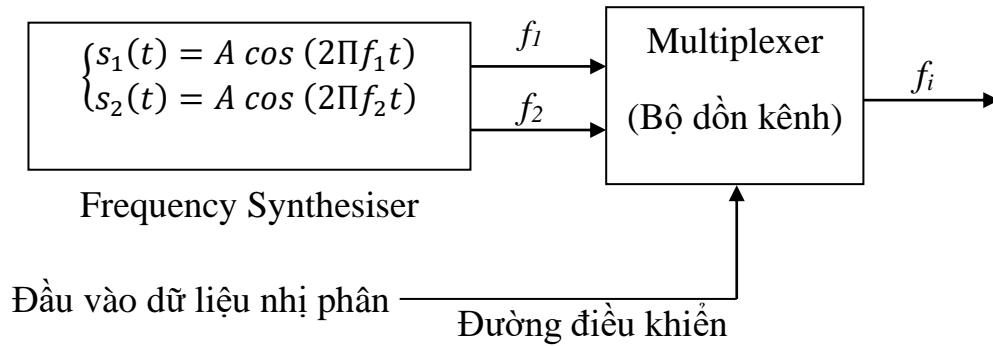 s₁(t) = A cos (2Πf₁t)
s₂(t) = A cos (2Πf₂t)
Frequency Synthesiser
f₁
f₂
Multiplexer
(Bộ dồn kênh)
fᵢ
Đầu vào dữ liệu nhị phân
Đường điều khiển